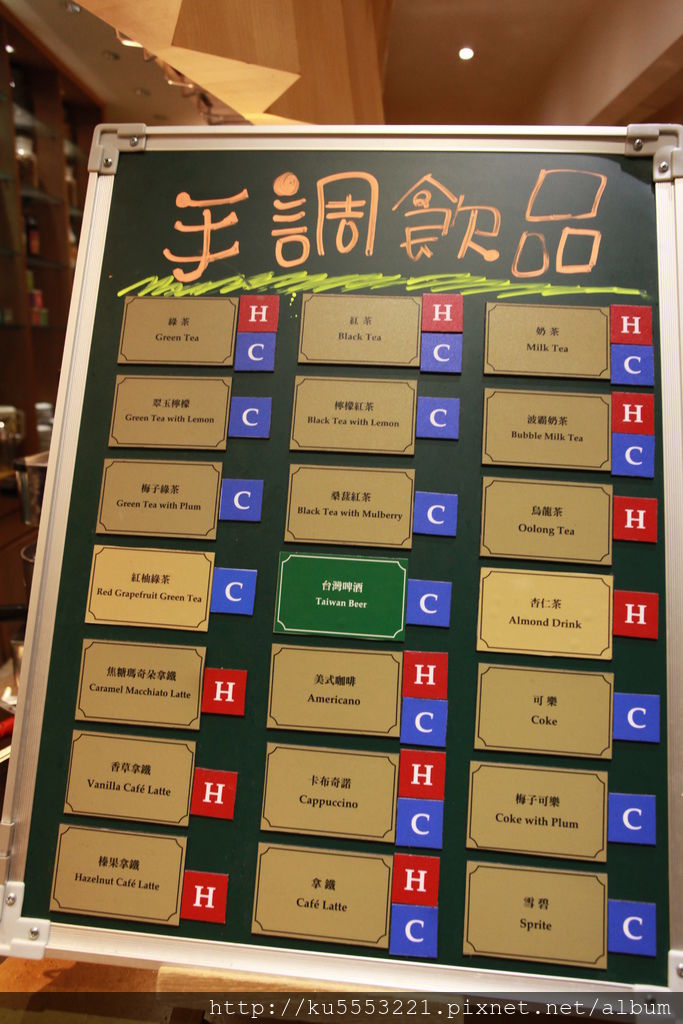 手調飲品
綠茶
Green Tea
H
C
紅茶
Black Tea
H
C
奶茶
Milk Tea
H
C
翠玉檸檬
Green Tea with Lemon
C
檸檬紅茶
Black Tea with Lemon
C
波霸奶茶
Bubble Milk Tea
H
C
梅子綠茶
Green Tea with Plum
C
桑葚紅茶
Black Tea with Mulberry
C
烏龍茶
Oolong Tea
H
紅柚綠茶
Red Grapefruit Green Tea
C
台灣啤酒
Taiwan Beer
C
杏仁茶
Almond Drink
H
焦糖瑪奇朵拿鐵
Caramel Macchiato Latte
H
美式咖啡
Americano
H
C
可樂
Coke
C
香草拿鐵
Vanilla Café Latte
H
卡布奇諾
Cappuccino
H
C
梅子可樂
Coke with Plum
C
榛果拿鐵
Hazelnut Café Latte
H
拿鐵
Café Latte
H
C
雪碧
Sprite
C
http://ku5553221.pixnet.net/album